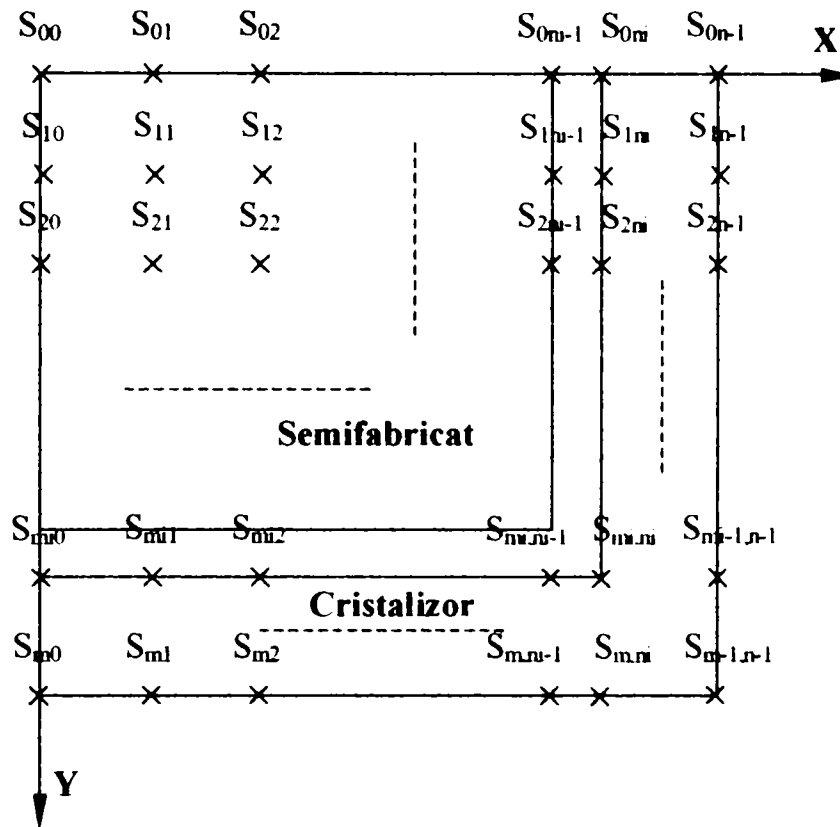 S00 S01 S02 S0ni-1 S0ni S0n-1 X
S10 S11 S12 S1ni-1 S1ni S1n-1
S20 S21 S22 S2ni-1 S2ni S2n-1
Semifabricat
Smi0 Smi1 Smi2 Smi,ni-1 Smi,ni Smi-1,n-1
Cristalizor
Sm0 Sm1 Sm2 Sm,ni-1 Sm,ni Sm-1,n-1
Y